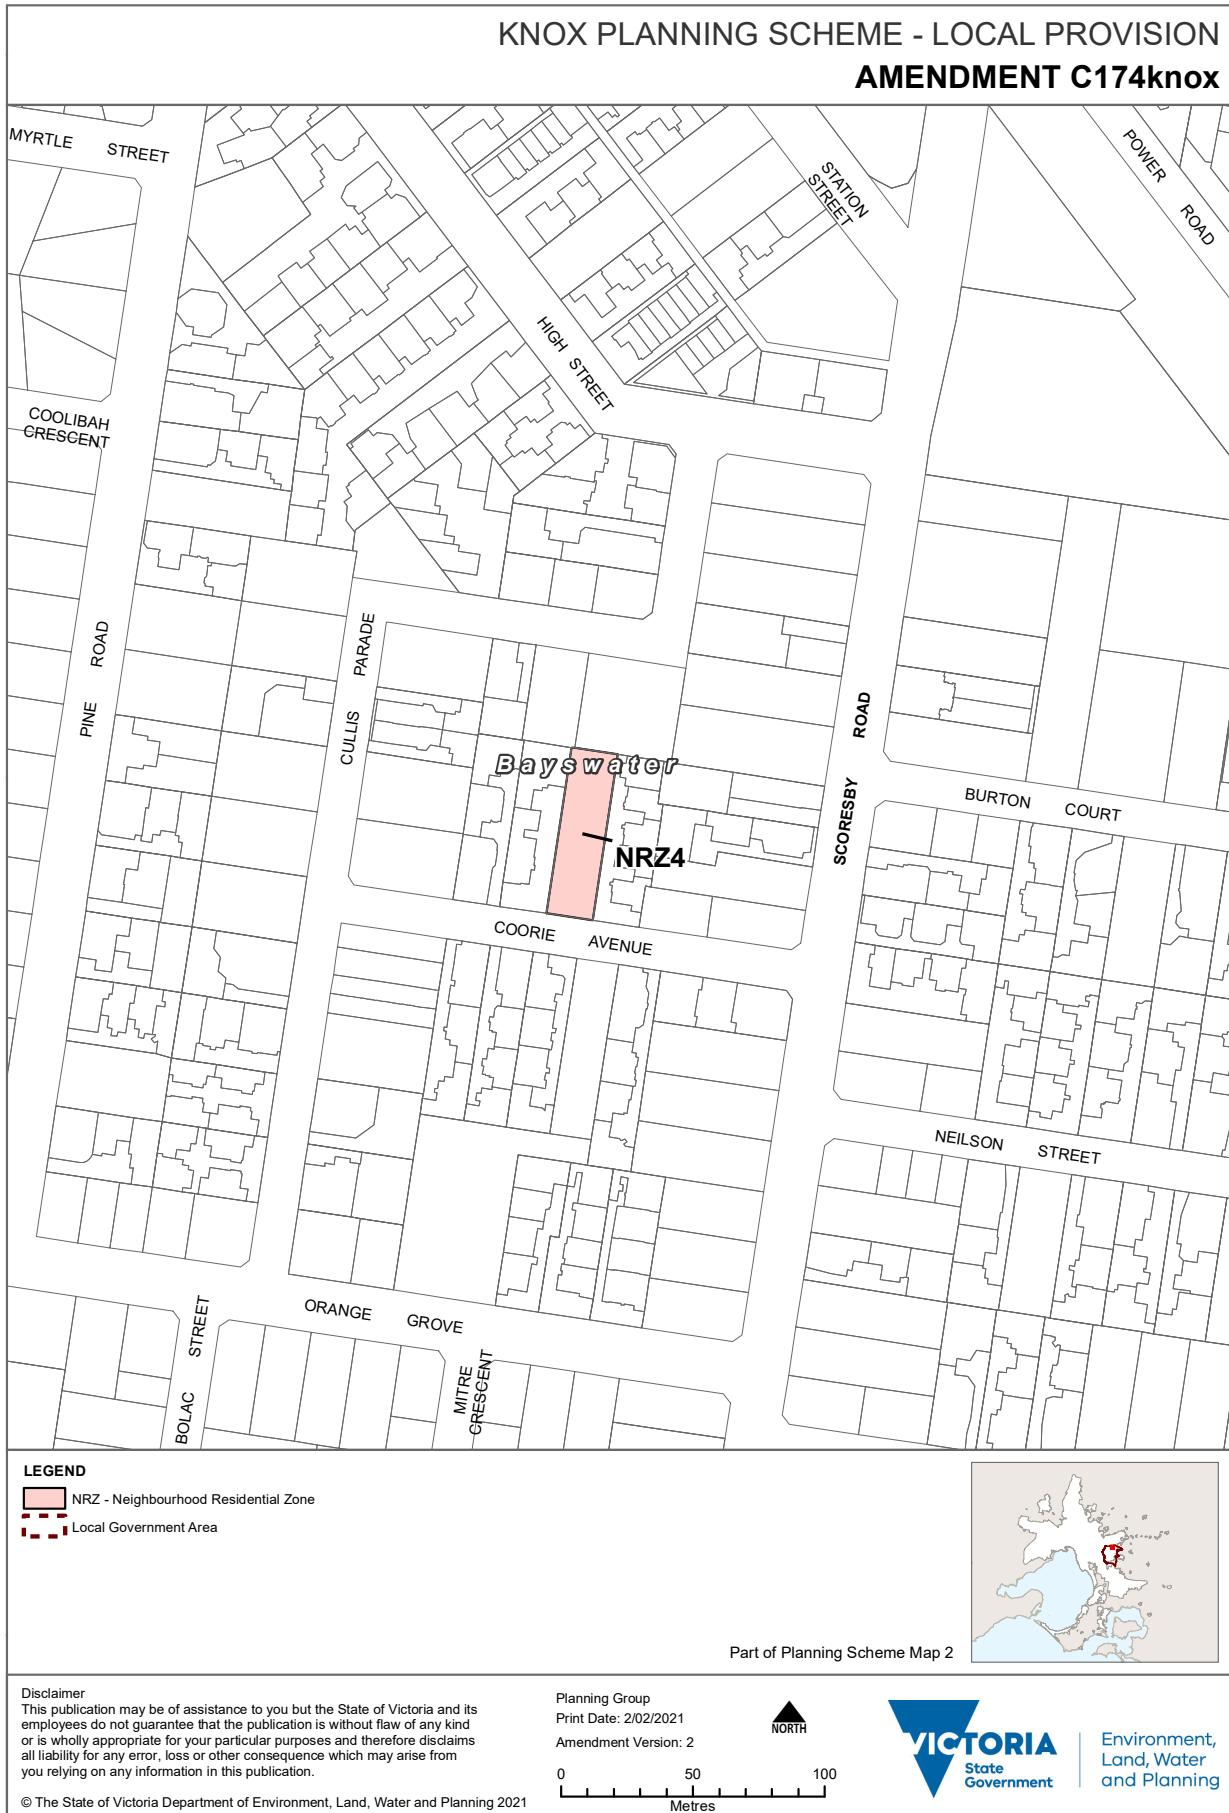 KNOX PLANNING SCHEME - LOCAL PROVISION
AMENDMENT C174knox
MYRTLE STREET
STATION
STREET
POWER
ROAD
HIGH STREET
COOLIBAH
CRESCENT
PINE ROAD
CULLIS PARADE
SCORESBY ROAD
Bayswater
BURTON COURT
NRZ4
COORIE AVENUE
NEILSON STREET
ORANGE GROVE
BOLAC STREET
MITRE
CRESCENT
LEGEND
NRZ - Neighbourhood Residential Zone
Local Government Area
Part of Planning Scheme Map 2
Disclaimer
This publication may be of assistance to you but the State of Victoria and its
employees do not guarantee that the publication is without flaw of any kind
or is wholly appropriate for your particular purposes and therefore disclaims
all liability for any error, loss or other consequence which may arise from
you relying on any information in this publication.
© The State of Victoria Department of Environment, Land, Water and Planning 2021
Planning Group
Print Date: 2/02/2021
Amendment Version: 2
NORTH
0 50 100
Metres
VICTORIA
State
Government
Environment,
Land, Water
and Planning